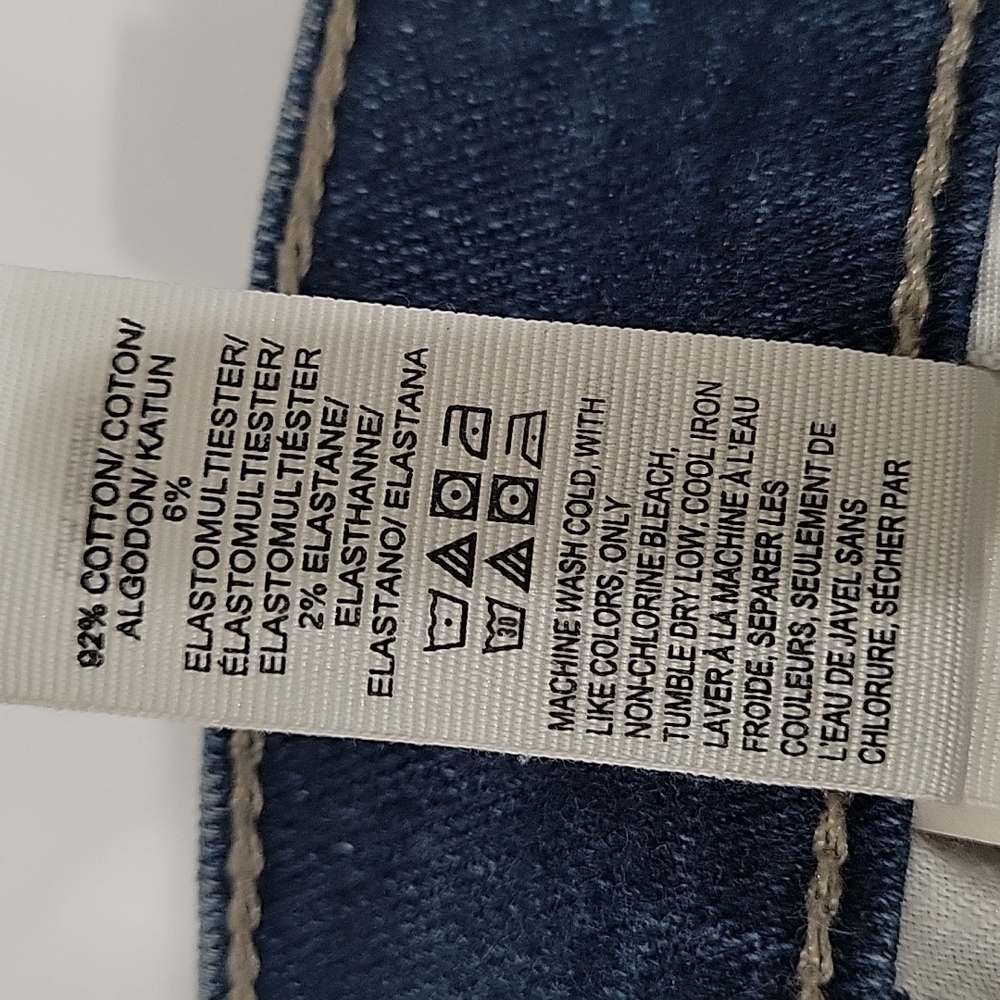 92% COTTON/ COTON/
ALGODON/ KATUN
6%
ELASTOMULTIESTER/
ÉLASTOMULTIESTER/
ELASTOMULTIÉSTER
2% ELASTANE/
ELASTHANNE/
ELASTANO/ ELASTANA
30
MACHINE WASH COLD, WITH
LIKE COLORS, ONLY
NON-CHLORINE BLEACH,
TUMBLE DRY LOW, COOL IRON
LAVER À LA MACHINE À L'EAU
FROIDE, SEPARER LES
COULEURS, SEULEMENT DE
L'EAU DE JAVEL SANS
CHLORURE, SÉCHER PAR